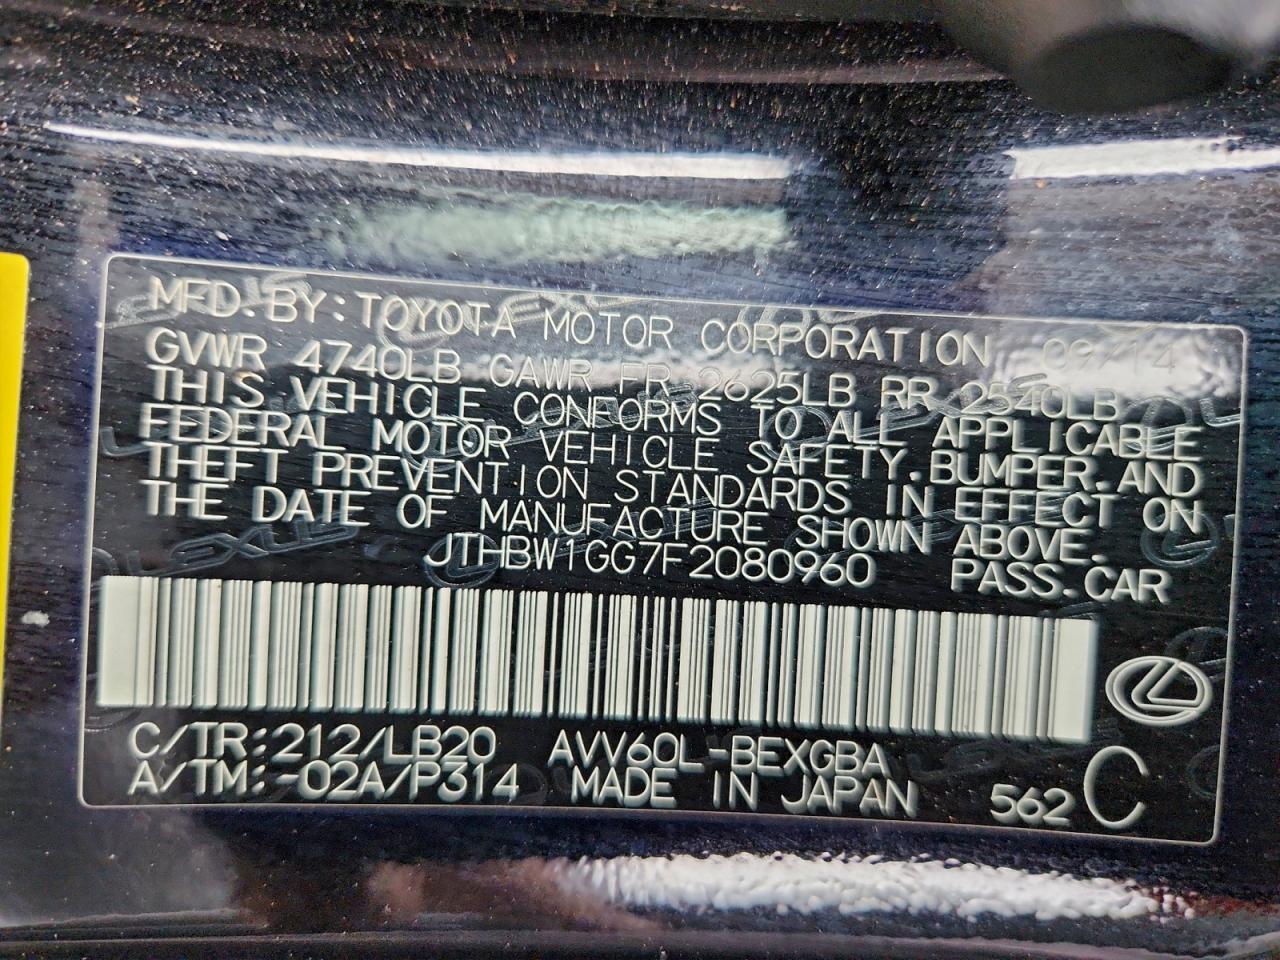 MFD. BY: TOYOTA MOTOR CORPORATION 09/14
GVWR 4740LB GAWR FR 2625LB RR 2540LB
THIS VEHICLE CONFORMS TO ALL APPLICABLE
FEDERAL MOTOR VEHICLE SAFETY, BUMPER, AND
THEFT PREVENTION STANDARDS IN EFFECT ON
THE DATE OF MANUFACTURE SHOWN ABOVE.
JTHBW1GG7F2080960 PASS. CAR
C/TR: 212/LB20 AVV60L-BEXGBA
A/TM: -02A/P314 MADE IN JAPAN 562 C